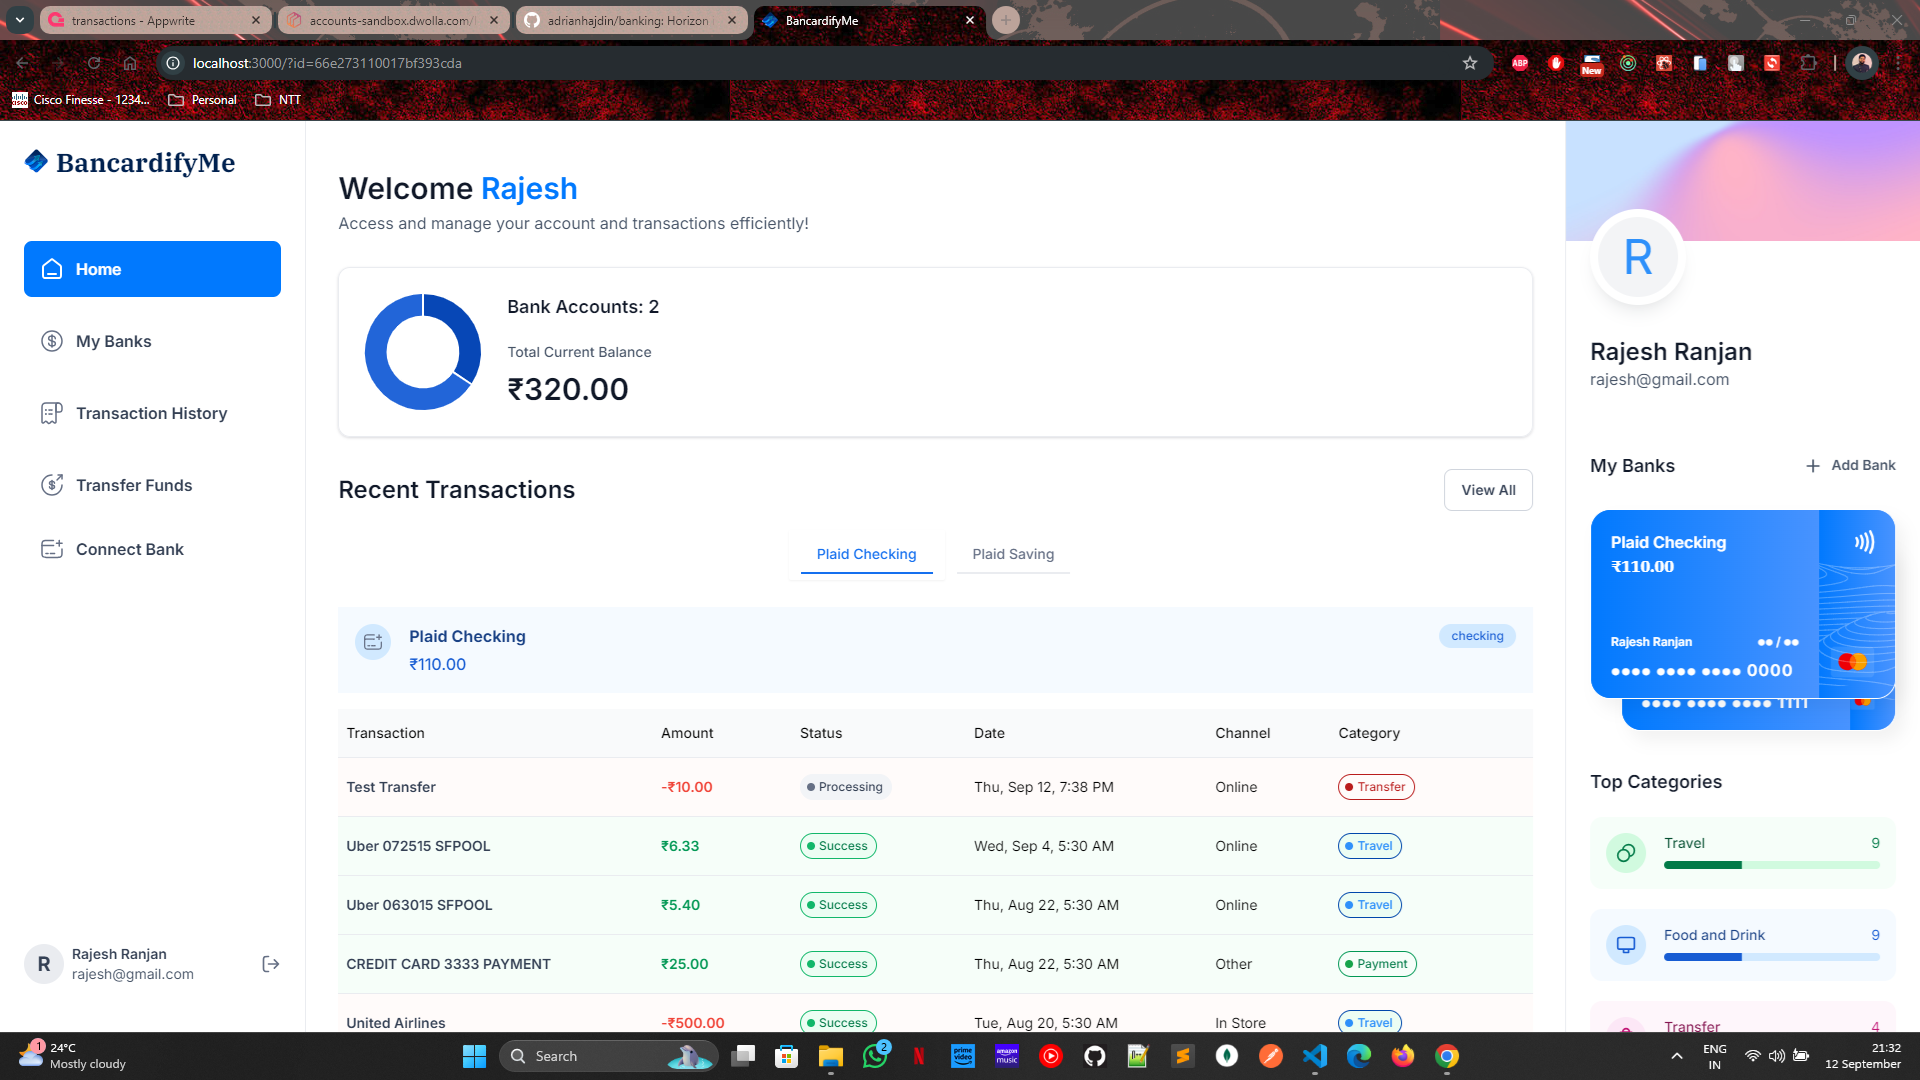 transactions - Appwrite
accounts-sandbox.dwolla.com/
adrianhajdin/banking: Horizon
BancardifyMe
localhost:3000/?id=66e273110017bf393cda
ABP
New
Cisco Finesse - 1234...
Personal
NTT
BancardifyMe
Home
My Banks
Transaction History
Transfer Funds
Connect Bank
R
Rajesh Ranjan
rajesh@gmail.com
Welcome Rajesh
Access and manage your account and transactions efficiently!
Bank Accounts: 2
Total Current Balance
₹320.00
Recent Transactions
View All
Plaid Checking
Plaid Saving
Plaid Checking
₹110.00
checking
Transaction Amount Status Date Channel Category
Test Transfer -₹10.00 Processing Thu, Sep 12, 7:38 PM Online Transfer
Uber 072515 SFPOOL ₹6.33 Success Wed, Sep 4, 5:30 AM Online Travel
Uber 063015 SFPOOL ₹5.40 Success Thu, Aug 22, 5:30 AM Online Travel
CREDIT CARD 3333 PAYMENT ₹25.00 Success Thu, Aug 22, 5:30 AM Other Payment
United Airlines -₹500.00 Success Tue, Aug 20, 5:30 AM In Store Travel
R
Rajesh Ranjan
rajesh@gmail.com
My Banks
+ Add Bank
Plaid Checking
₹110.00
Rajesh Ranjan ●● / ●●
●●●● ●●●● ●●●● 0000
●●●● ●●●● ●●●● 1111
Top Categories
Travel 9
Food and Drink 9
Transfer 4
1
24°C
Mostly cloudy
Search
2
N
prime video
amazon music
ENG
IN
21:32
12 September